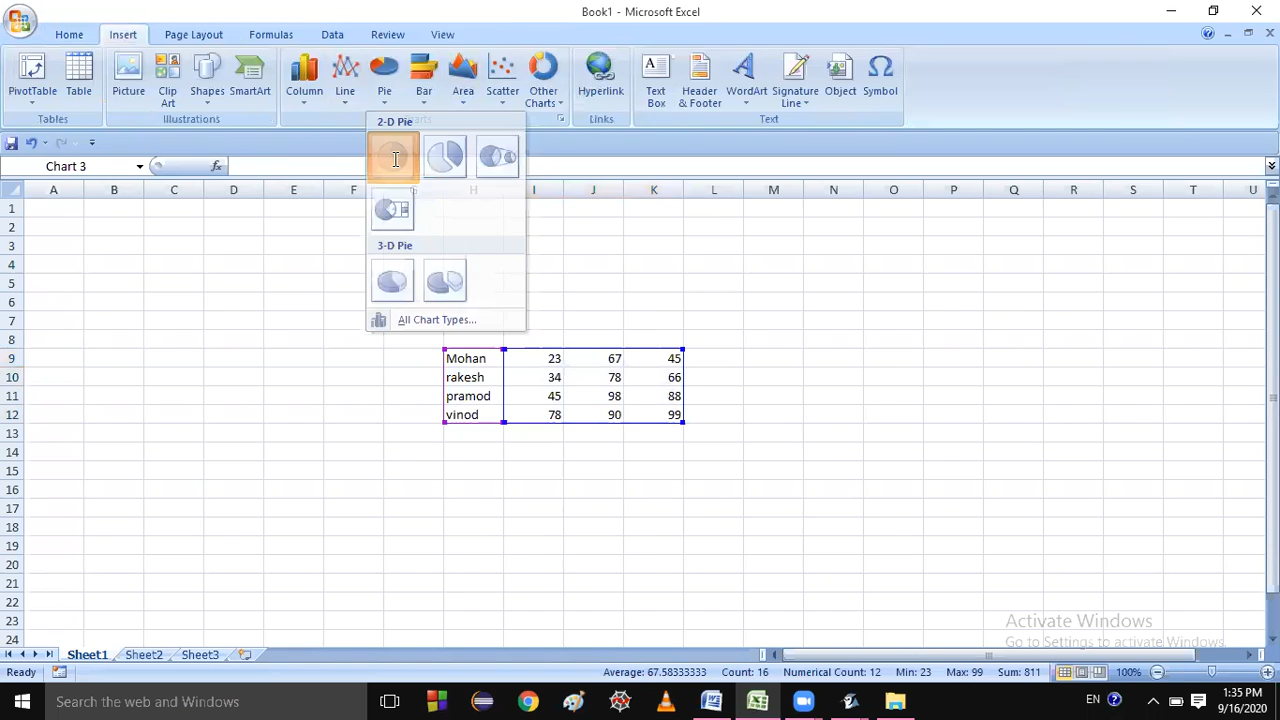 Book1 - Microsoft Excel
Home Insert Page Layout Formulas Data Review View
PivotTable Table Picture Clip Art Shapes SmartArt Column Line Pie Bar Area Scatter Other Charts Hyperlink Text Box Header & Footer WordArt Signature Line Object Symbol
Tables Illustrations Links Text
2-D Pie
Chart 3
A B C D E F G H I J K L M N O P Q R S T U
1
2
3-D Pie
3
4
5
6
All Chart Types...
7
8
9 Mohan 23 67 45
10 rakesh 34 78 66
11 pramod 45 98 88
12 vinod 78 90 99
13
14
15
16
17
18
19
20
21
22
23
24
Activate Windows
Go to Settings to activate Windows.
Sheet1 Sheet2 Sheet3
Ready Average: 67.58333333 Count: 16 Numerical Count: 12 Min: 23 Max: 99 Sum: 811 100%
Search the web and Windows
EN
1:35 PM
9/16/2020